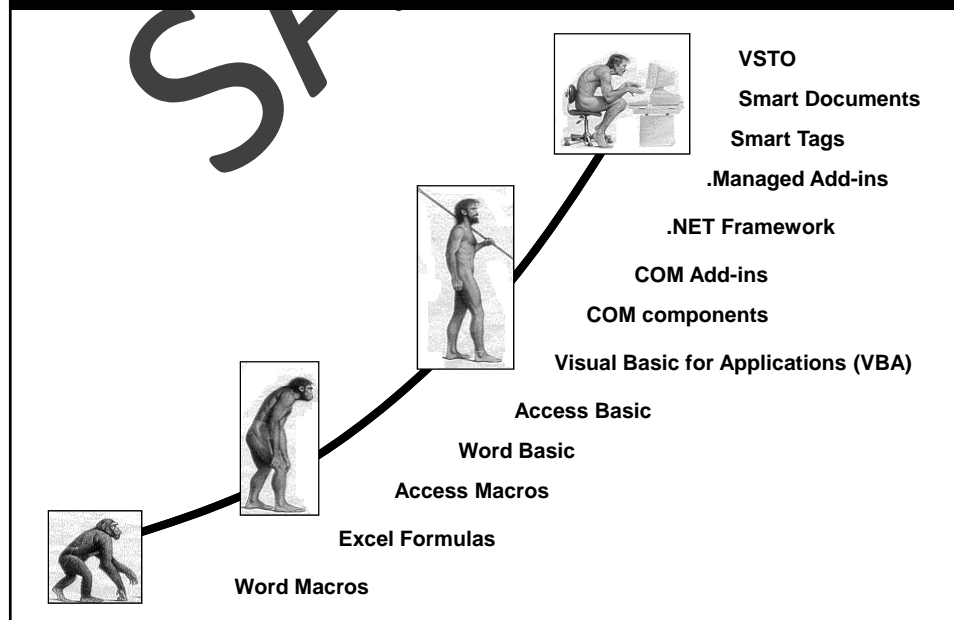 SA
VSTO
Smart Documents
Smart Tags
.Managed Add-ins
.NET Framework
COM Add-ins
COM components
Visual Basic for Applications (VBA)
Access Basic
Word Basic
Access Macros
Excel Formulas
Word Macros